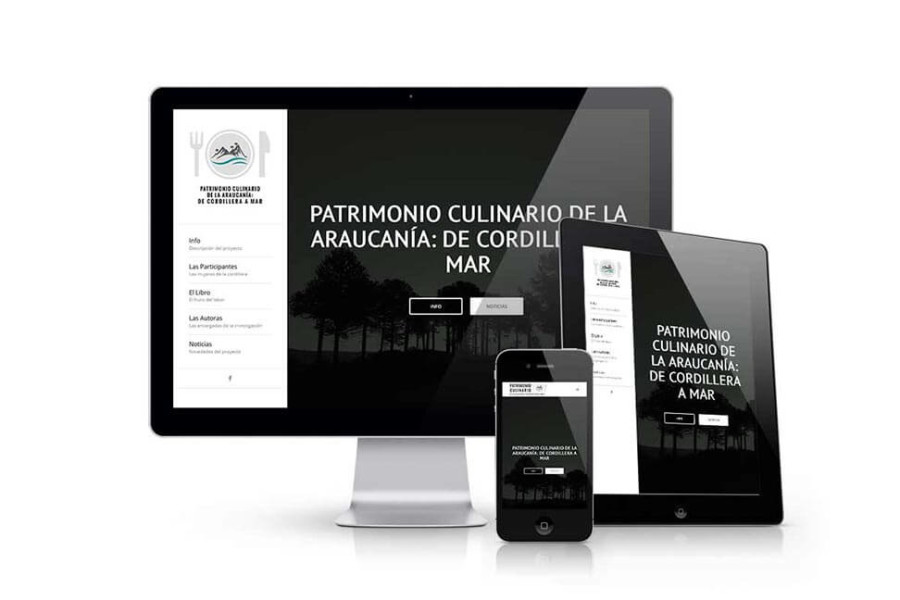 PATRIMONIO CULINARIO
DE LA ARAUCANÍA:
DE CORDILLERA A MAR
Info
Descripción del proyecto
Las Participantes
Las mujeres de la cordillera
El Libro
El fruto del labor
Las Autoras
Las encargadas de la investigación
Noticias
Novedades del proyecto
PATRIMONIO CULINARIO DE LA
ARAUCANÍA: DE CORDILL
MAR
INFO
NOTICIAS
PATRIMONIO
CULINARIO
PATRIMONIO CULINARIO DE LA
ARAUCANÍA: DE CORDILLERA A
MAR
PATRIMONIO
CULINARIO DE
LA ARAUCANÍA:
DE CORDILLERA
A MAR